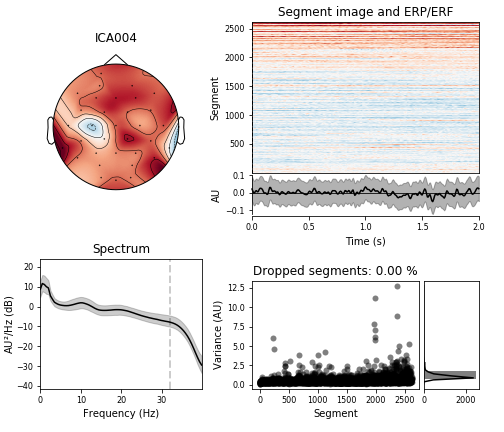 ICA004
Segment image and ERP/ERF
Segment
2500
2000
1500
1000
500
AU
0.1
0.0
−0.1
0.0 0.5 1.0 1.5 2.0
Time (s)
Spectrum
AU²/Hz (dB)
20
10
0
−10
−20
−30
−40
0 10 20 30
Frequency (Hz)
Dropped segments: 0.00 %
Variance (AU)
12.5
10.0
7.5
5.0
2.5
0.0
0 500 1000 1500 2000 2500
Segment
0 2000